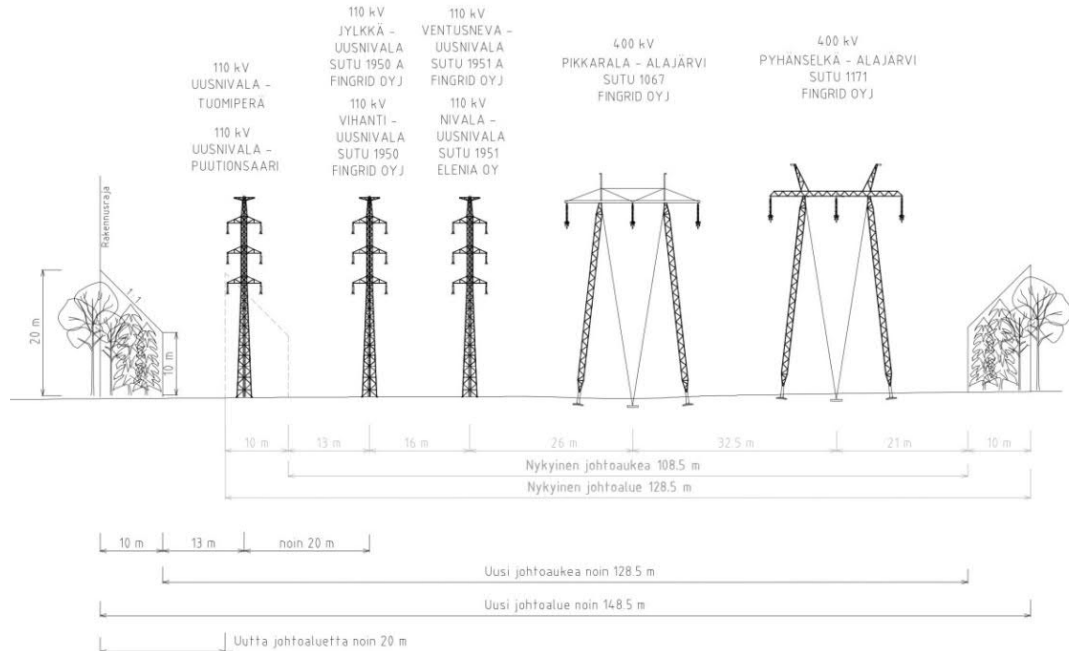 110 kV
UUSNIVALA –
TUOMIPERÄ
110 kV
UUSNIVALA –
PUUTIONSAARI
110 kV
JYLKKÄ –
UUSNIVALA
SUTU 1950 A
FINGRID OYJ
110 kV
VIHANTI –
UUSNIVALA
SUTU 1950
FINGRID OYJ
110 kV
VENTUSNEVA –
UUSNIVALA
SUTU 1951 A
FINGRID OYJ
110 kV
NIVALA –
UUSNIVALA
SUTU 1951
ELENIA OY
400 kV
PIKKARALA – ALAJÄRVI
SUTU 1067
FINGRID OYJ
400 kV
PYHÄNSELKÄ – ALAJÄRVI
SUTU 1171
FINGRID OYJ
Rakennusraja
1:1
20 m
10 m
10 m
13 m
16 m
26 m
32.5 m
21 m
10 m
Nykyinen johtoaukea 108.5 m
Nykyinen johtoalue 128.5 m
10 m
13 m
noin 20 m
Uusi johtoaukea noin 128.5 m
Uusi johtoalue noin 148.5 m
Uutta johtoaluetta noin 20 m